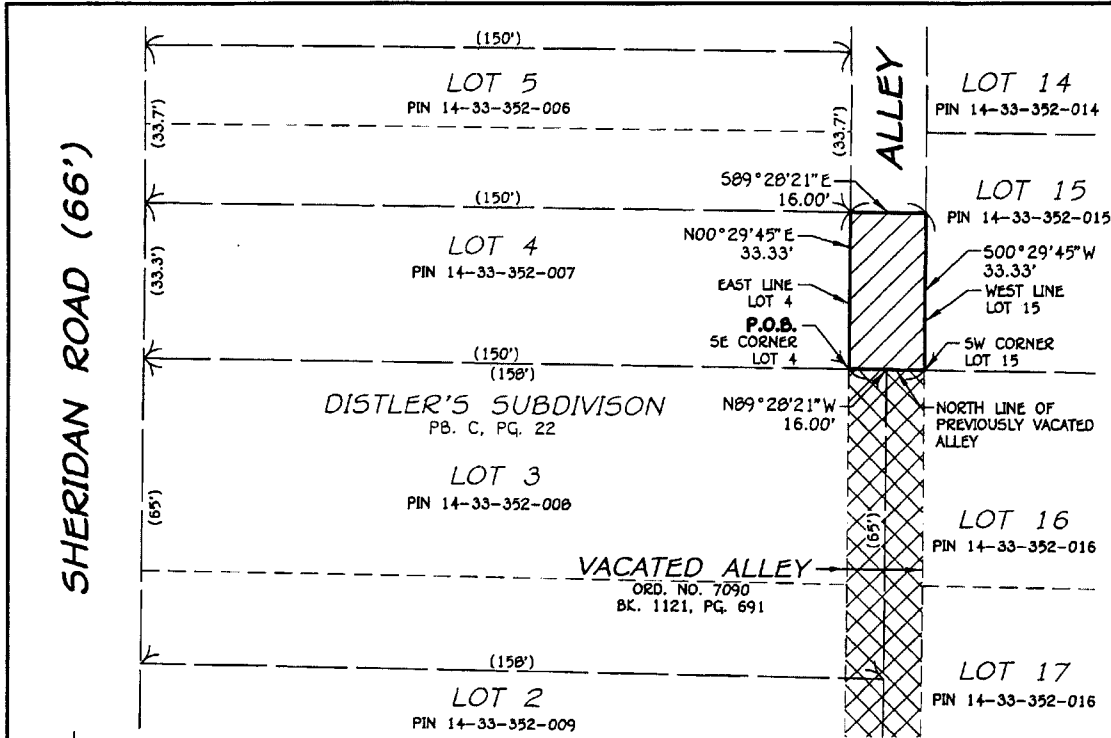 (150')
LOT 5
PIN 14-33-352-006
(33.7')
(33.7')
ALLEY
LOT 14
PIN 14-33-352-014
SHERIDAN ROAD (66')
S89°28'21"E
16.00'
LOT 15
PIN 14-33-352-015
(150')
LOT 4
PIN 14-33-352-007
(33.3')
N00°29'45"E
33.33'
S00°29'45"W
33.33'
EAST LINE
LOT 4
WEST LINE
LOT 15
P.O.B.
SE CORNER
LOT 4
SW CORNER
LOT 15
(150')
(158')
DISTLER'S SUBDIVISON
PB. C, PG. 22
N89°28'21"W
16.00'
NORTH LINE OF
PREVIOUSLY VACATED
ALLEY
LOT 3
PIN 14-33-352-008
(65')
(65')
LOT 16
PIN 14-33-352-016
VACATED ALLEY
ORD. NO. 7090
BK. 1121, PG. 691
(158')
LOT 2
PIN 14-33-352-009
LOT 17
PIN 14-33-352-016